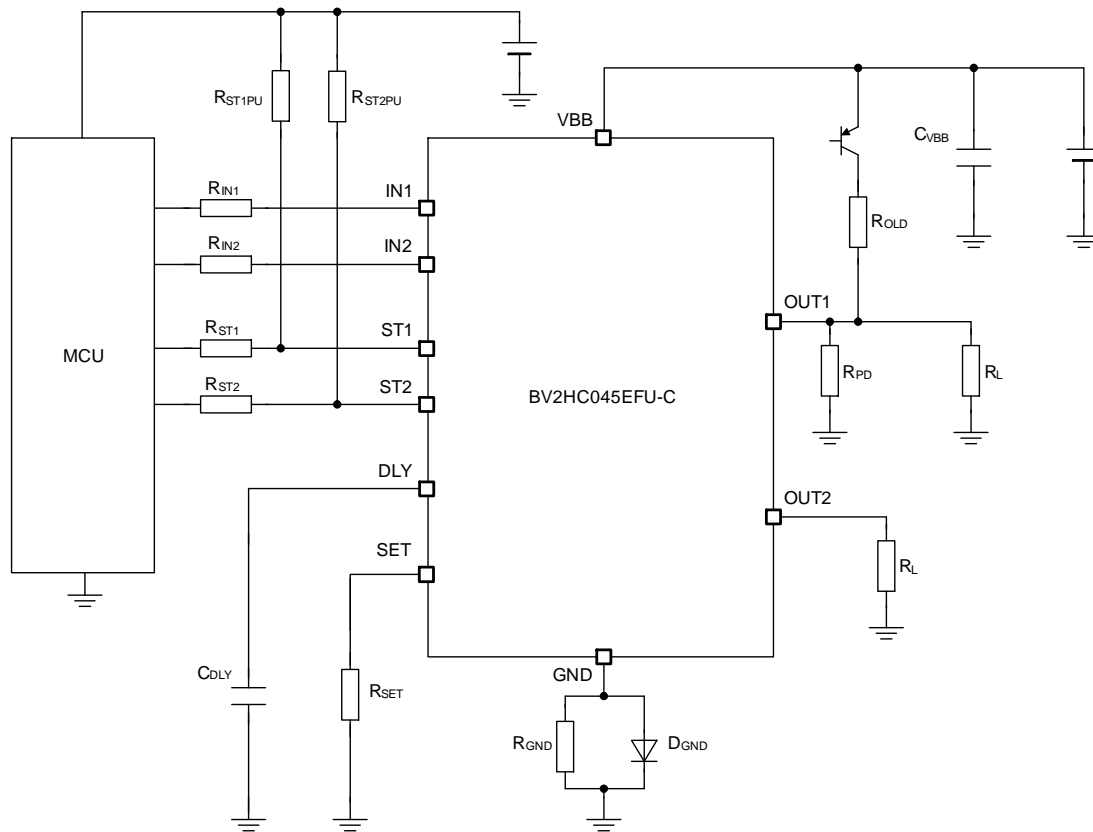 RST1PU
RST2PU
VBB
CVBB
RIN1
IN1
RIN2
IN2
ROLD
OUT1
RST1
ST1
MCU
RPD
RL
RST2
ST2
BV2HC045EFU-C
DLY
OUT2
SET
RL
GND
CDLY
RSET
RGND
DGND